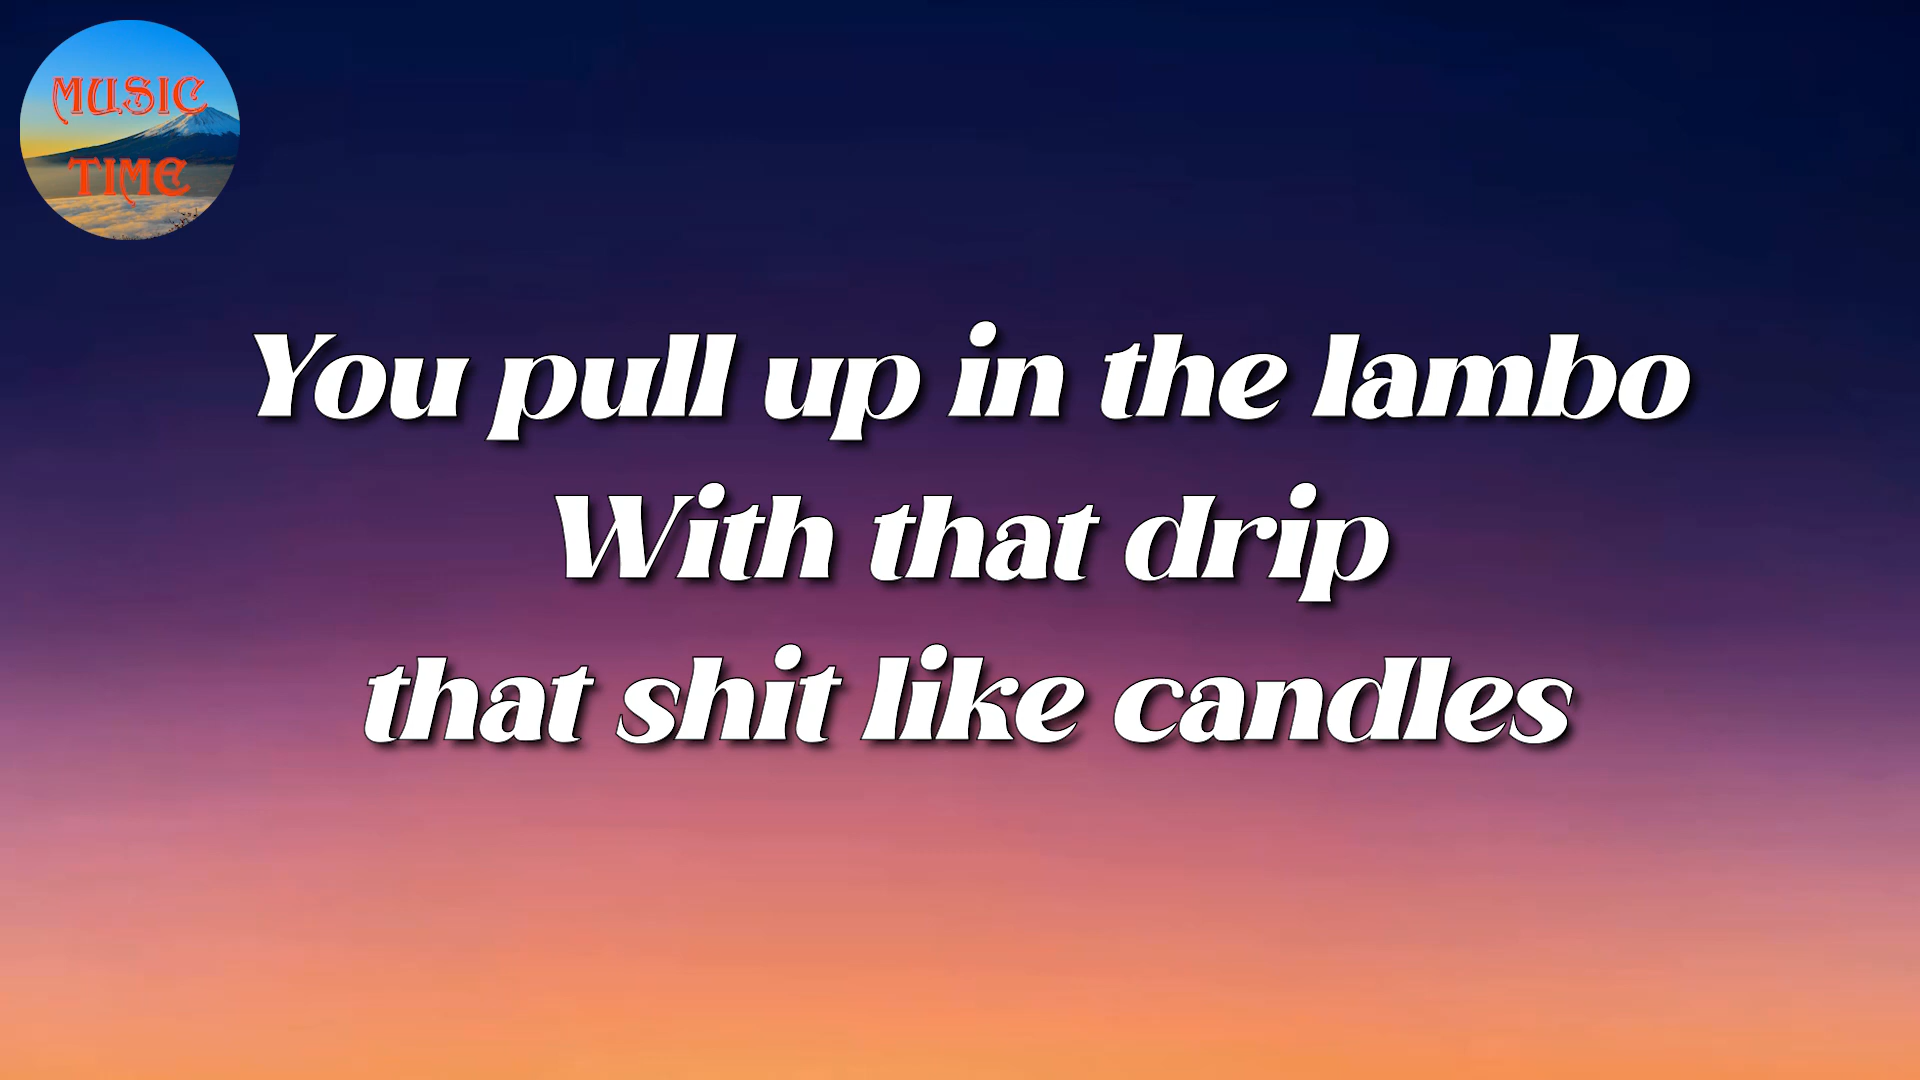 MUSIC
TIME
You pull up in the lambo
With that drip
that shit like candles